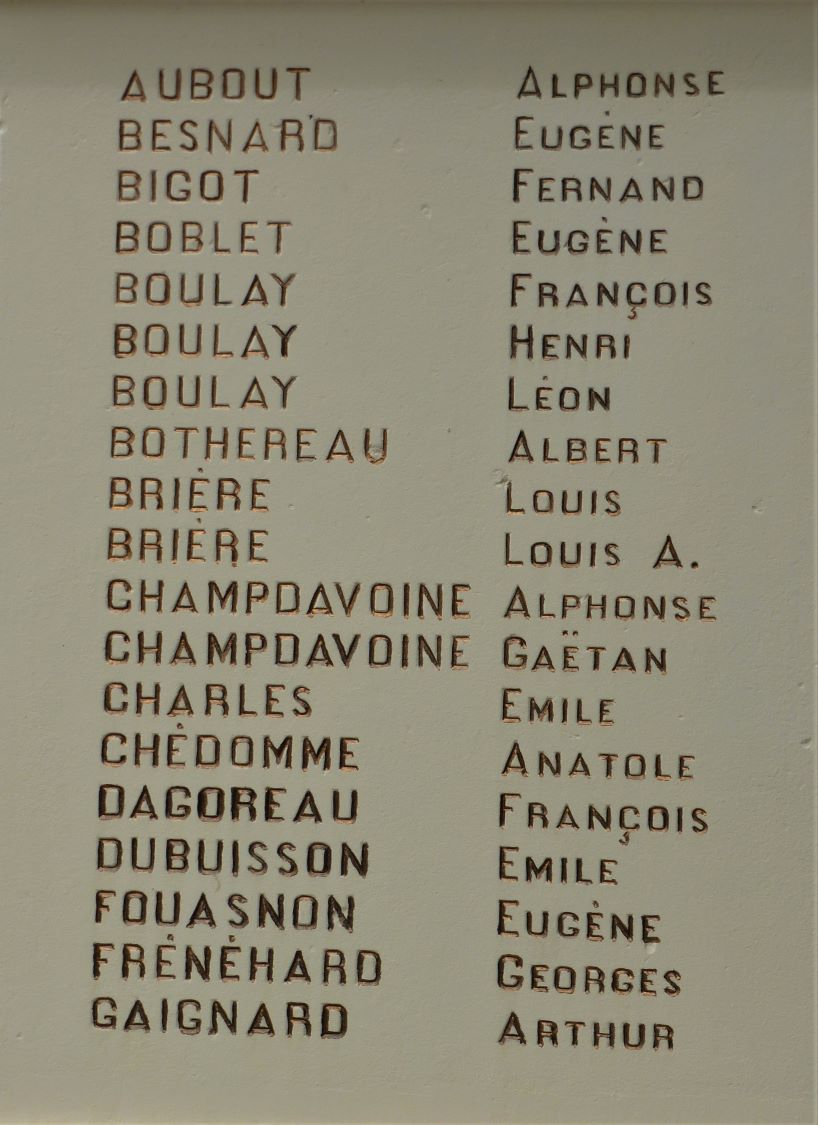 AUBOUT ALPHONSE
BESNARD EUGÈNE
BIGOT FERNAND
BOBLET EUGÈNE
BOULAY FRANÇOIS
BOULAY HENRI
BOULAY LÉON
BOTHEREAU ALBERT
BRIÈRE LOUIS
BRIÈRE LOUIS A.
CHAMPDAVOINE ALPHONSE
CHAMPDAVOINE GAËTAN
CHARLES EMILE
CHÉDOMME ANATOLE
DAGOREAU FRANÇOIS
DUBUISSON EMILE
FOUASNON EUGÈNE
FRÉNÉHARD GEORGES
GAIGNARD ARTHUR